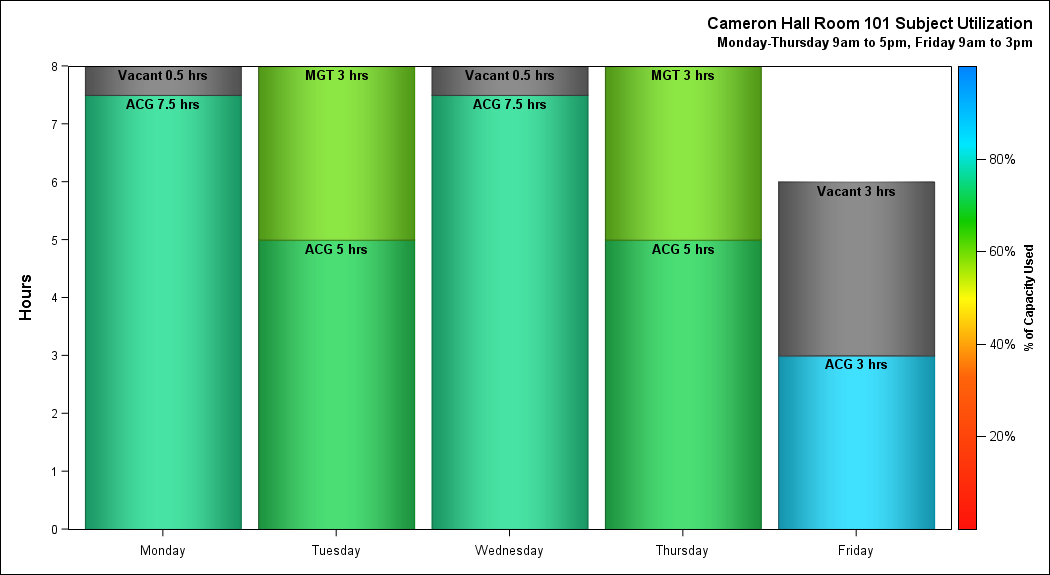 Cameron Hall Room 101 Subject Utilization
Monday-Thursday 9am to 5pm, Friday 9am to 3pm
Hours
8
7
6
5
4
3
2
1
0
Vacant 0.5 hrs
ACG 7.5 hrs
MGT 3 hrs
ACG 5 hrs
Vacant 0.5 hrs
ACG 7.5 hrs
MGT 3 hrs
ACG 5 hrs
Vacant 3 hrs
ACG 3 hrs
Monday
Tuesday
Wednesday
Thursday
Friday
80%
60%
40%
20%
% of Capacity Used